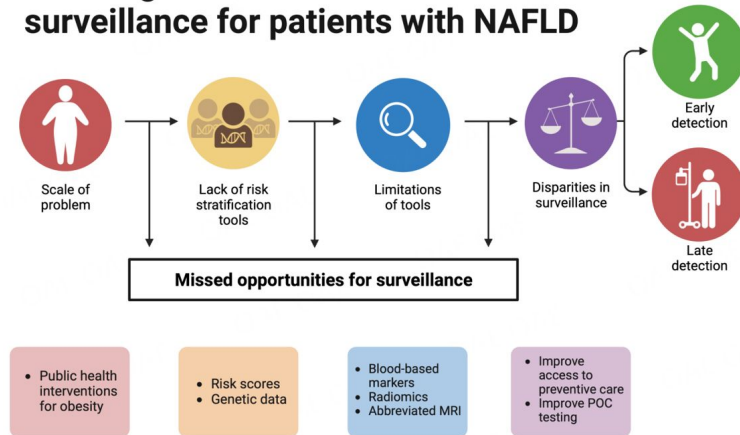 surveillance for patients with NAFLD
Scale of
problem
Lack of risk
stratification
tools
Limitations
of tools
Disparities in
surveillance
Early
detection
Late
detection
Missed opportunities for surveillance
• Public health
interventions
for obesity
• Risk scores
• Genetic data
• Blood-based
markers
• Radiomics
• Abbreviated MRI
• Improve
access to
preventive care
• Improve POC
testing